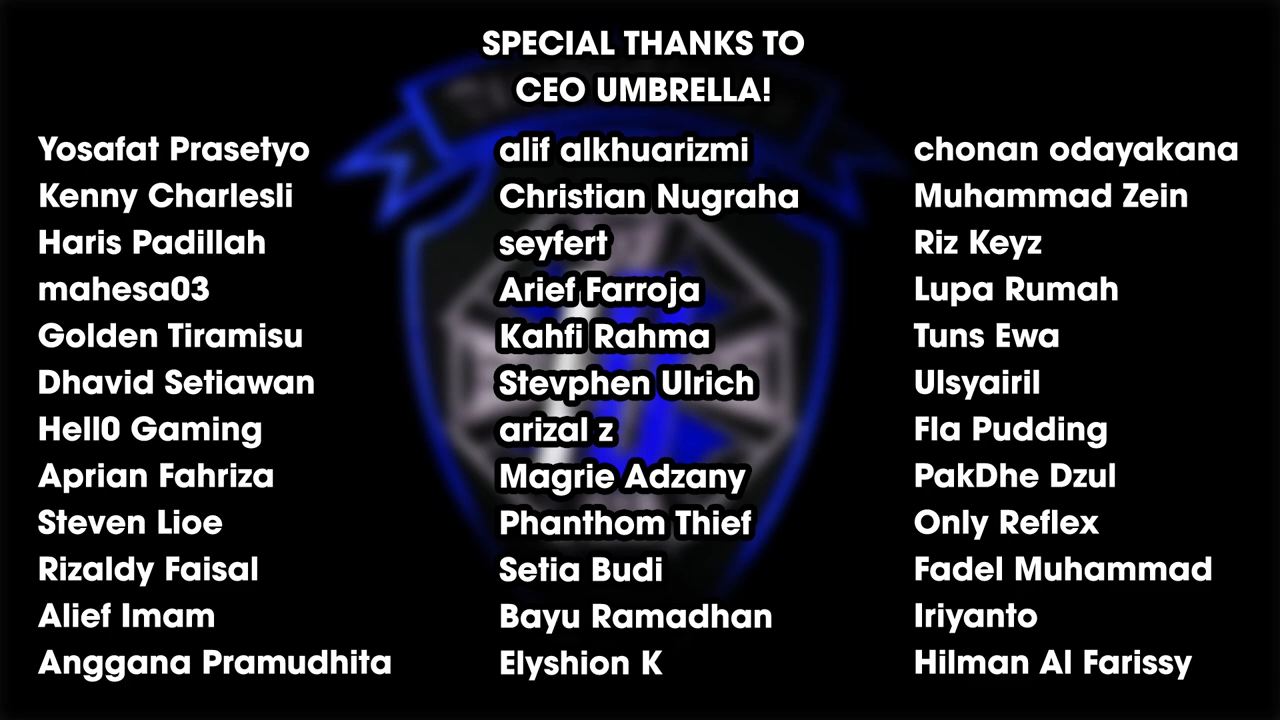 SPECIAL THANKS TO
CEO UMBRELLA!
Yosafat Prasetyo
Kenny Charlesli
Haris Padillah
mahesa03
Golden Tiramisu
Dhavid Setiawan
Hell0 Gaming
Aprian Fahriza
Steven Lioe
Rizaldy Faisal
Alief Imam
Anggana Pramudhita
alif alkhuarizmi
Christian Nugraha
seyfert
Arief Farroja
Kahfi Rahma
Stevphen Ulrich
arizal z
Magrie Adzany
Phanthom Thief
Setia Budi
Bayu Ramadhan
Elyshion K
chonan odayakana
Muhammad Zein
Riz Keyz
Lupa Rumah
Tuns Ewa
Ulsyairil
Fla Pudding
PakDhe Dzul
Only Reflex
Fadel Muhammad
Iriyanto
Hilman Al Farissy